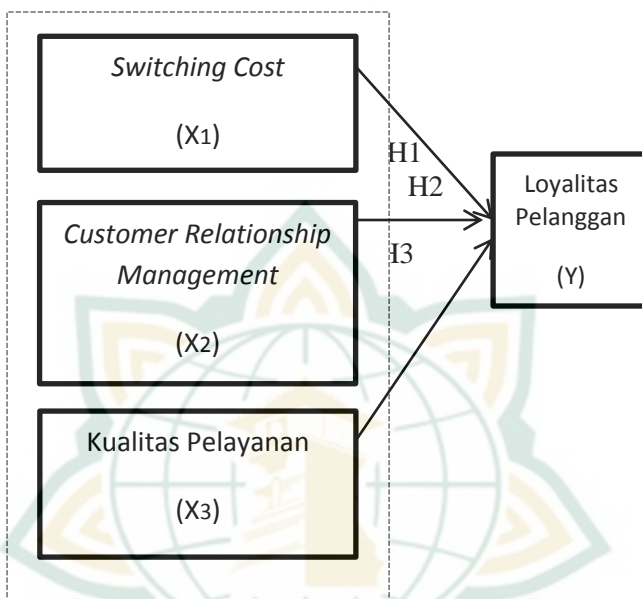 Switching Cost
(X1)
H1
H2
Loyalitas
Pelanggan
(Y)
Customer Relationship
Management
(X2)
H3
Kualitas Pelayanan
(X3)